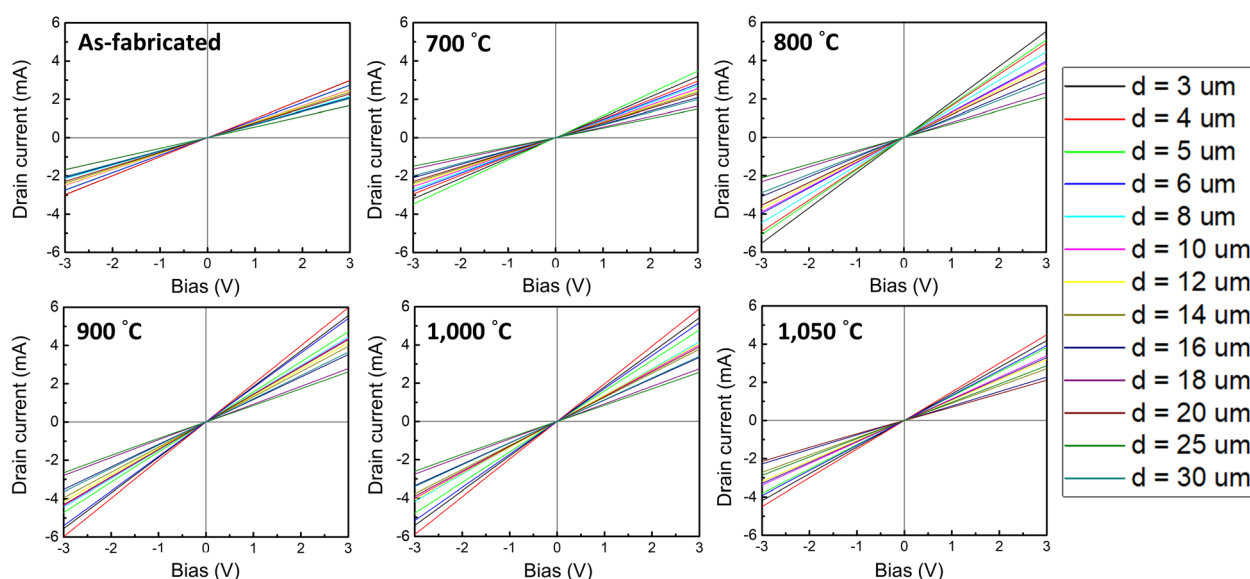 As-fabricated
Drain current (mA)
6
4
2
0
-2
-4
-6
-3 -2 -1 0 1 2 3
Bias (V)
700 °C
Drain current (mA)
6
4
2
0
-2
-4
-6
-3 -2 -1 0 1 2 3
Bias (V)
800 °C
Drain current (mA)
6
4
2
0
-2
-4
-6
-3 -2 -1 0 1 2 3
Bias (V)
900 °C
Drain current (mA)
6
4
2
0
-2
-4
-6
-3 -2 -1 0 1 2 3
Bias (V)
1,000 °C
Drain current (mA)
6
4
2
0
-2
-4
-6
-3 -2 -1 0 1 2 3
Bias (V)
1,050 °C
Drain current (mA)
6
4
2
0
-2
-4
-6
-3 -2 -1 0 1 2 3
Bias (V)
d = 3 um
d = 4 um
d = 5 um
d = 6 um
d = 8 um
d = 10 um
d = 12 um
d = 14 um
d = 16 um
d = 18 um
d = 20 um
d = 25 um
d = 30 um